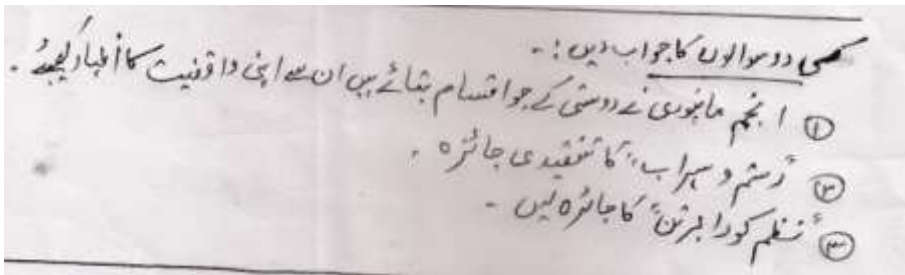 کسی دو سوالوں کا جواب دیں :-
① انجم مانپوری نے دوستی کے جو اقسام بتائے ہیں ان سے اپنی واقفیت کا اظہار کیجئے۔
② "رستم و سہراب" کا تنقیدی جائزہ ۔
③ "نظم کورا برتن" کا جائزہ لیں ۔